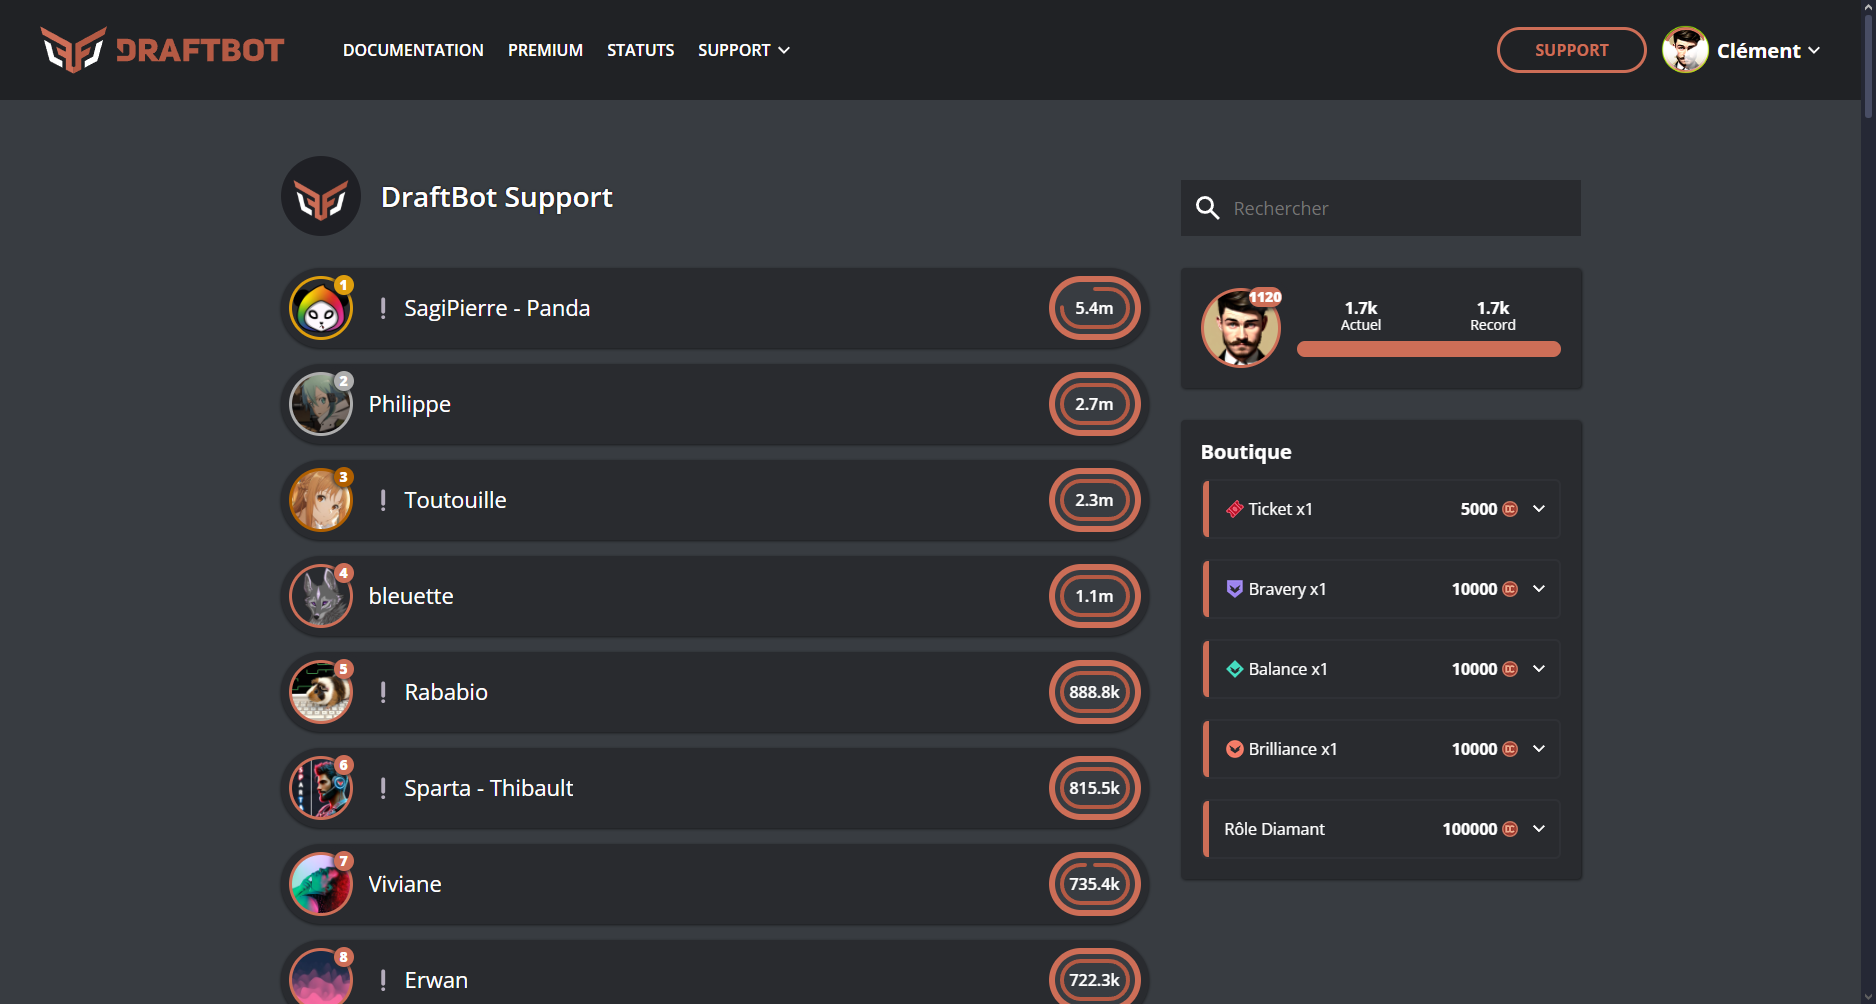 DRAFTBOT
DOCUMENTATION PREMIUM STATUTS SUPPORT
SUPPORT
Clément
DraftBot Support
Rechercher
1 ! SagiPierre - Panda 5.4m
2 Philippe 2.7m
3 ! Toutouille 2.3m
4 bleuette 1.1m
5 ! Rababio 888.8k
6 ! Sparta - Thibault 815.5k
SPARTA
7 Viviane 735.4k
8 ! Erwan 722.3k
1120
1.7k 1.7k
Actuel Record
Boutique
Ticket x1 5000
Bravery x1 10000
Balance x1 10000
Brilliance x1 10000
Rôle Diamant 100000